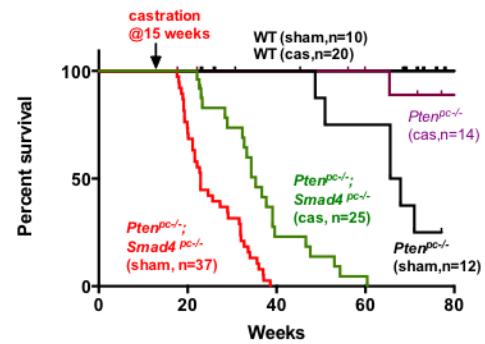 castration
@15 weeks
WT (sham,n=10)
WT (cas,n=20)
100
50
0
Percent survival
Pten^pc-/-
(cas,n=14)
Pten^pc-/-;
Smad4 ^pc-/-
(cas, n=25)
Pten^pc-/-;
Smad4 ^pc-/-
(sham, n=37)
Pten^pc-/-
(sham,n=12)
0 20 40 60 80
Weeks